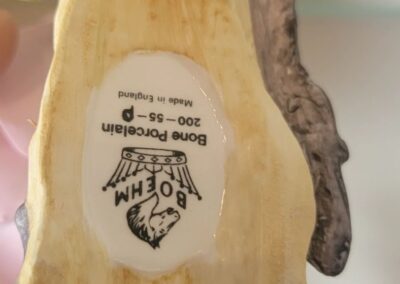 BOEHM
Bone Porcelain
200–55–P
Made in England